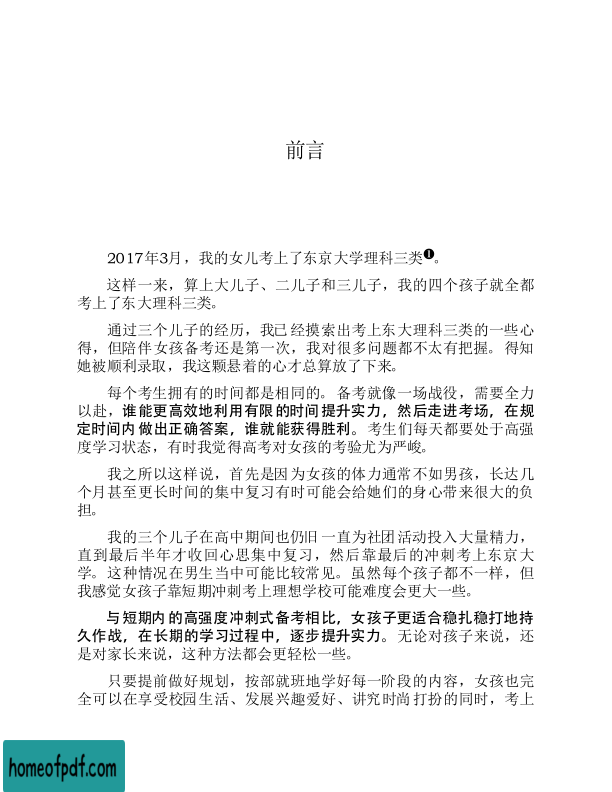 前言
2017年3月，我的女儿考上了东京大学理科三类❶。
这样一来，算上大儿子、二儿子和三儿子，我的四个孩子就全都
考上了东大理科三类。
通过三个儿子的经历，我已经摸索出考上东大理科三类的一些心
得，但陪伴女孩备考还是第一次，我对很多问题都不太有把握。得知
她被顺利录取，我这颗悬着的心才总算放了下来。
每个考生拥有的时间都是相同的。备考就像一场战役，需要全力
以赴，谁能更高效地利用有限的时间提升实力，然后走进考场，在规
定时间内做出正确答案，谁就能获得胜利。考生们每天都要处于高强
度学习状态，有时我觉得高考对女孩的考验尤为严峻。
我之所以这样说，首先是因为女孩的体力通常不如男孩，长达几
个月甚至更长时间的集中复习有时可能会给她们的身心带来很大的负
担。
我的三个儿子在高中期间也仍旧一直为社团活动投入大量精力，
直到最后半年才收回心思集中复习，然后靠最后的冲刺考上东京大
学。这种情况在男生当中可能比较常见。虽然每个孩子都不一样，但
我感觉女孩子靠短期冲刺考上理想学校可能难度会更大一些。
与短期内的高强度冲刺式备考相比，女孩子更适合稳扎稳打地持
久作战，在长期的学习过程中，逐步提升实力。无论对孩子来说，还
是对家长来说，这种方法都会更轻松一些。
只要提前做好规划，按部就班地学好每一阶段的内容，女孩也完
全可以在享受校园生活、发展兴趣爱好、讲究时尚打扮的同时，考上
homeofpdf.com